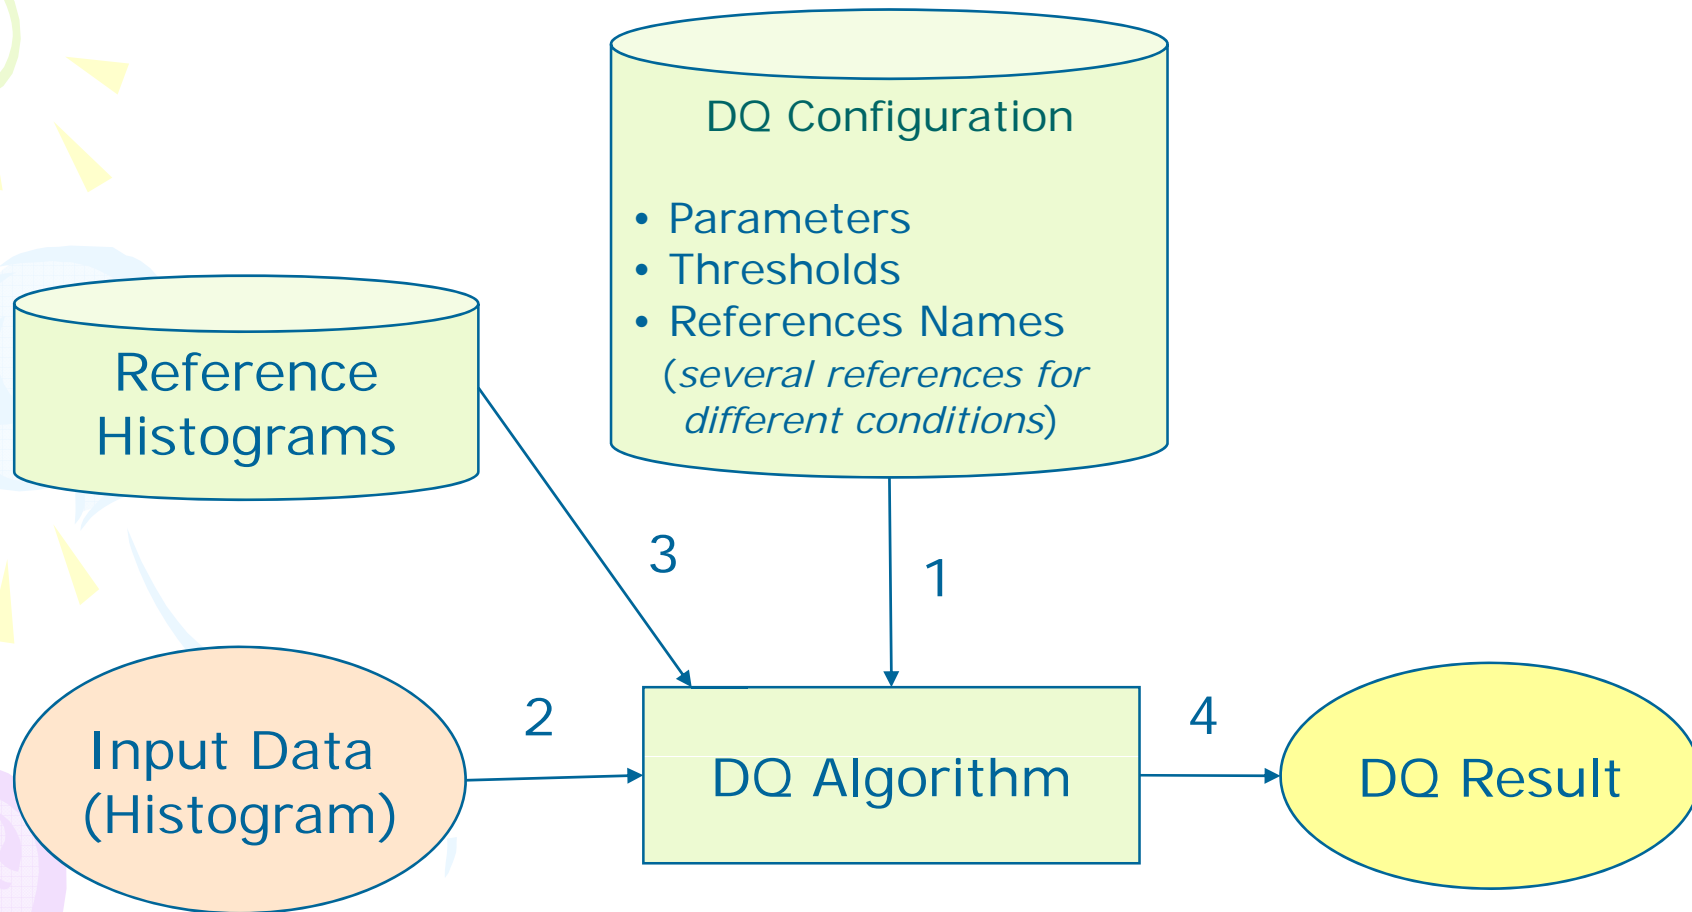 DQ Configuration
• Parameters
• Thresholds
• References Names
(several references for
different conditions)
Reference
Histograms
3
1
2
4
Input Data
(Histogram)
DQ Algorithm
DQ Result